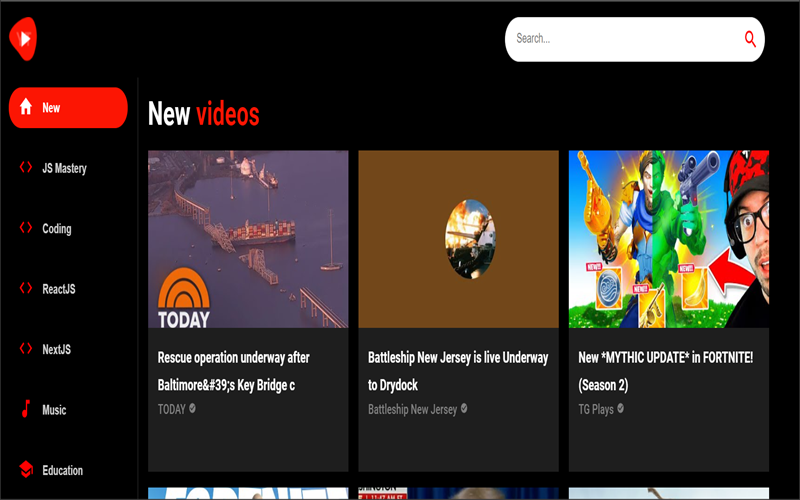 Search...
New
JS Mastery
Coding
ReactJS
NextJS
Music
Education
New videos
TODAY
Rescue operation underway after
Baltimore&#39;s Key Bridge c
TODAY
Battleship New Jersey is live Underway
to Drydock
Battleship New Jersey
NEW!!
NEW!!
NEW!!
New *MYTHIC UPDATE* in FORTNITE!
(Season 2)
TG Plays